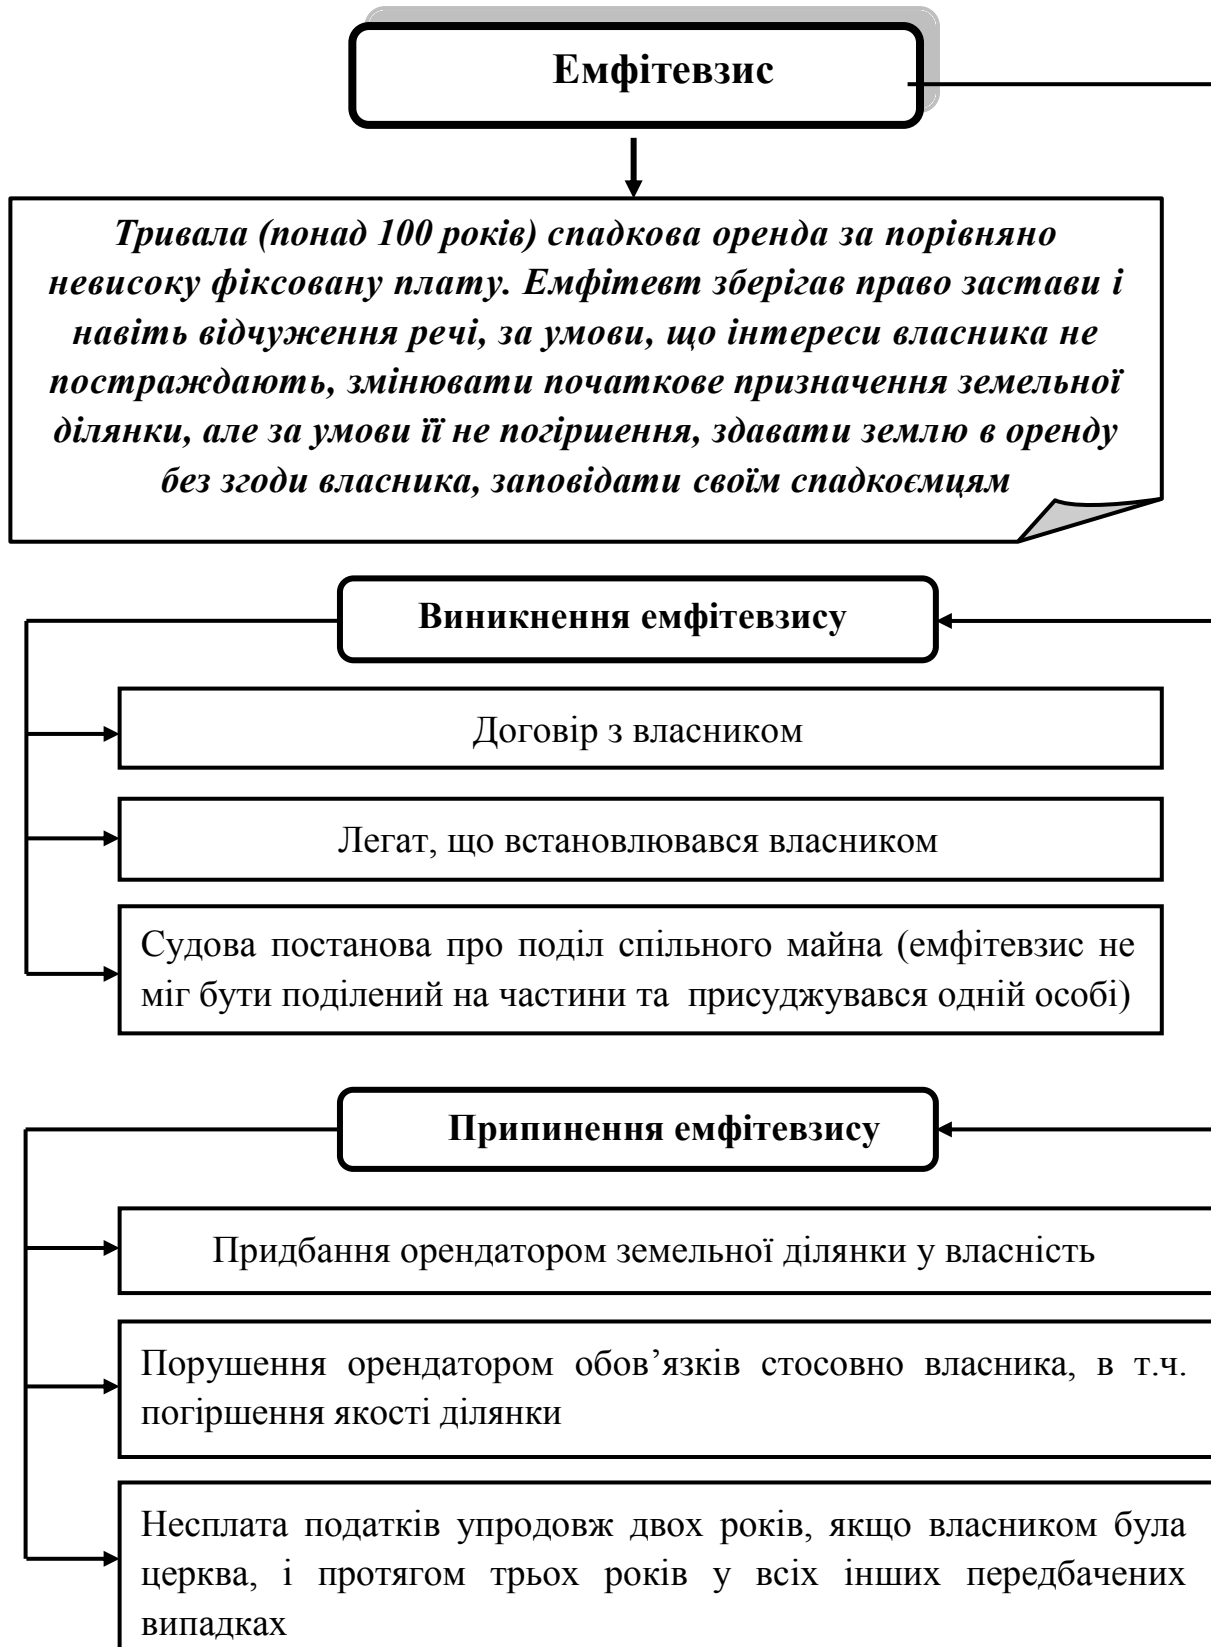 Емфітевзис
Тривала (понад 100 років) спадкова оренда за порівняно
невисоку фіксовану плату. Емфітевт зберігав право застави і
навіть відчуження речі, за умови, що інтереси власника не
постраждають, змінювати початкове призначення земельної
ділянки, але за умови її не погіршення, здавати землю в оренду
без згоди власника, заповідати своїм спадкоємцям
Виникнення емфітевзису
Договір з власником
Легат, що встановлювався власником
Судова постанова про поділ спільного майна (емфітевзис не
міг бути поділений на частини та присуджувався одній особі)
Припинення емфітевзису
Придбання орендатором земельної ділянки у власність
Порушення орендатором обов’язків стосовно власника, в т.ч.
погіршення якості ділянки
Несплата податків упродовж двох років, якщо власником була
церква, і протягом трьох років у всіх інших передбачених
випадках